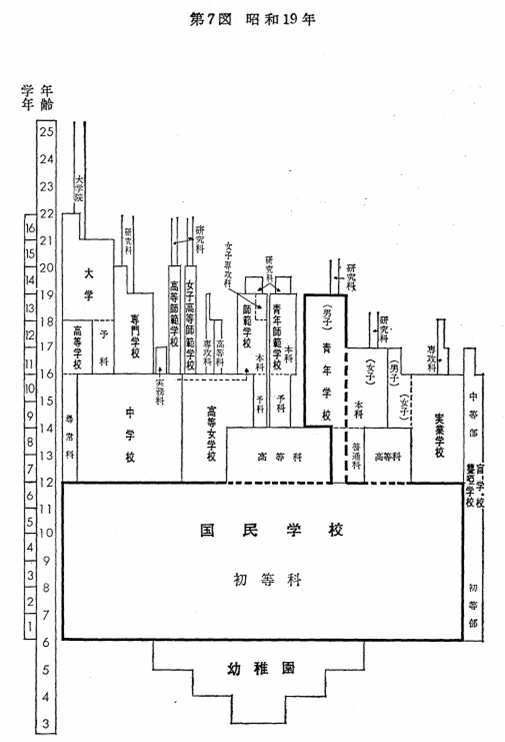 第7図 昭和19年
学年
年齢
25
24
23
22
21
20
19
18
17
16
15
14
13
12
11
10
9
8
7
6
5
4
3
16
15
14
13
12
11
10
9
8
7
6
5
4
3
2
1
大学院
大学
高等学校
予科
尋常科
研究科
専門学校
実務科
中学校
高等師範学校
女子高等師範学校
研究科
専攻科
高等科
高等女学校
女子専攻科
研究科
師範学校
本科
予科
青年師範学校
本科
予科
高等科
研究科
(男子)
青年学校
研究科
(女子)
本科
普通科
(男子)
(女子)
高等科
専攻科
実業学校
中等部
盲学校
聾唖学校
初等部
国民学校
初等科
幼稚園